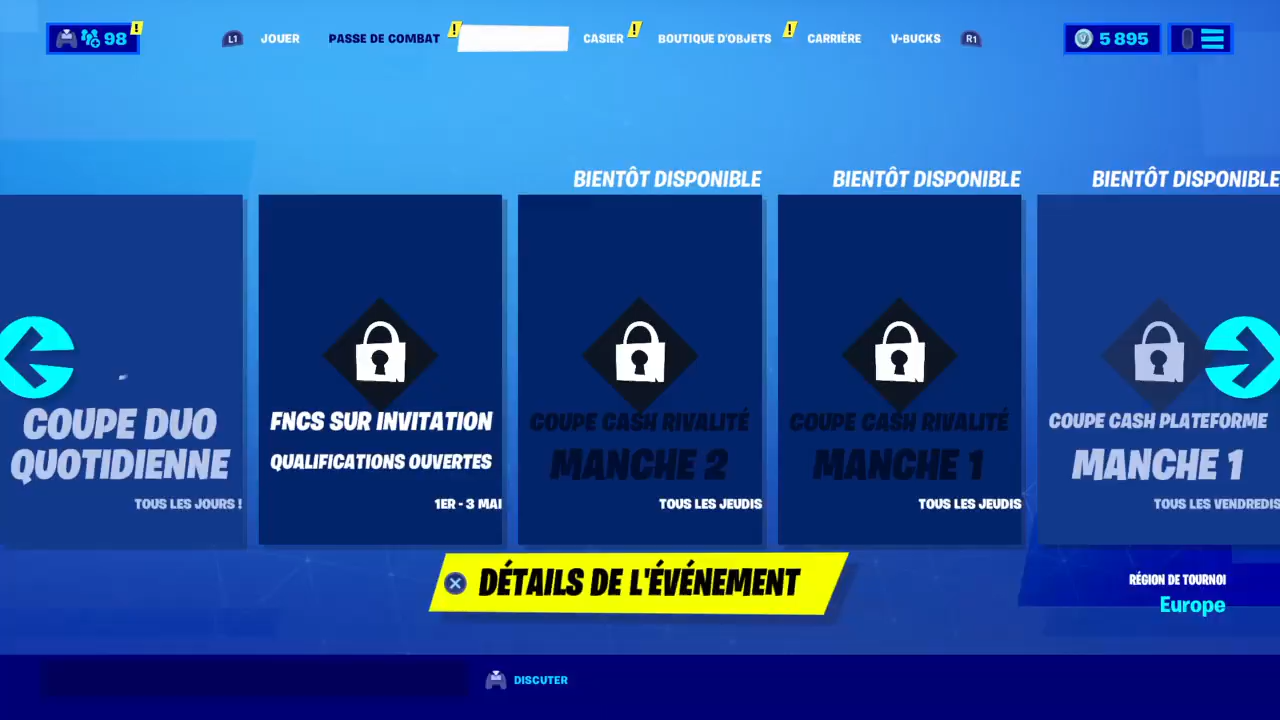 98
L1
JOUER
PASSE DE COMBAT
CASIER
BOUTIQUE D'OBJETS
CARRIÈRE
V-BUCKS
R1
5 895
BIENTÔT DISPONIBLE
BIENTÔT DISPONIBLE
BIENTÔT DISPONIBLE
COUPE DUO
QUOTIDIENNE
TOUS LES JOURS !
FNCS SUR INVITATION
QUALIFICATIONS OUVERTES
1ER - 3 MAI
COUPE CASH RIVALITÉ
MANCHE 2
TOUS LES JEUDIS
COUPE CASH RIVALITÉ
MANCHE 1
TOUS LES JEUDIS
COUPE CASH PLATEFORME
MANCHE 1
TOUS LES VENDREDIS
DÉTAILS DE L'ÉVÉNEMENT
RÉGION DE TOURNOI
Europe
DISCUTER